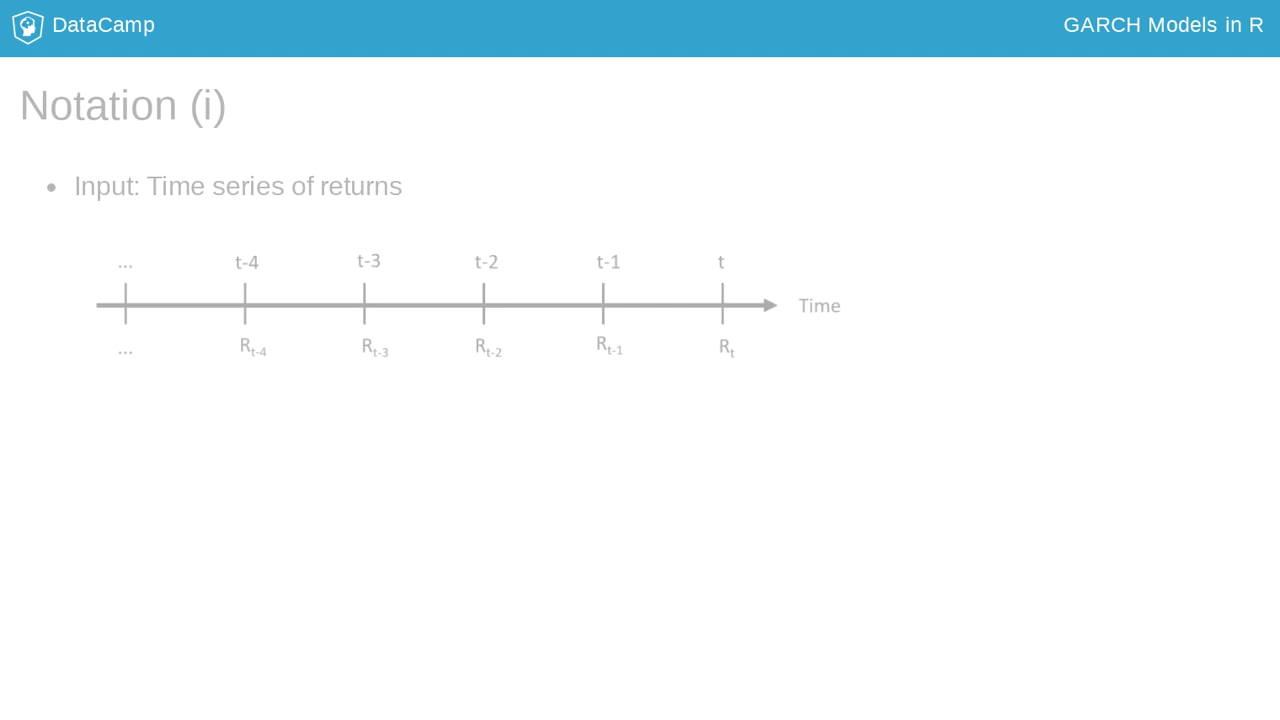 DataCamp
GARCH Models in R
Notation (i)
• Input: Time series of returns
... t-4 t-3 t-2 t-1 t
Time
... Rt-4 Rt-3 Rt-2 Rt-1 Rt